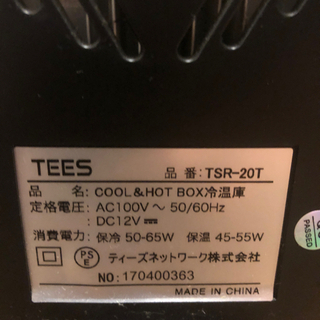 TEES 品 番: TSR-20T
品 名: COOL&HOT BOX冷温庫
定格電圧: AC100V ～ 50/60Hz
DC12V ⎓
消費電力: 保冷 50-65W 保温 45-55W
PS E ティーズネットワーク株式会社
NO: 170400363
MADE IN CHINA
PASSED